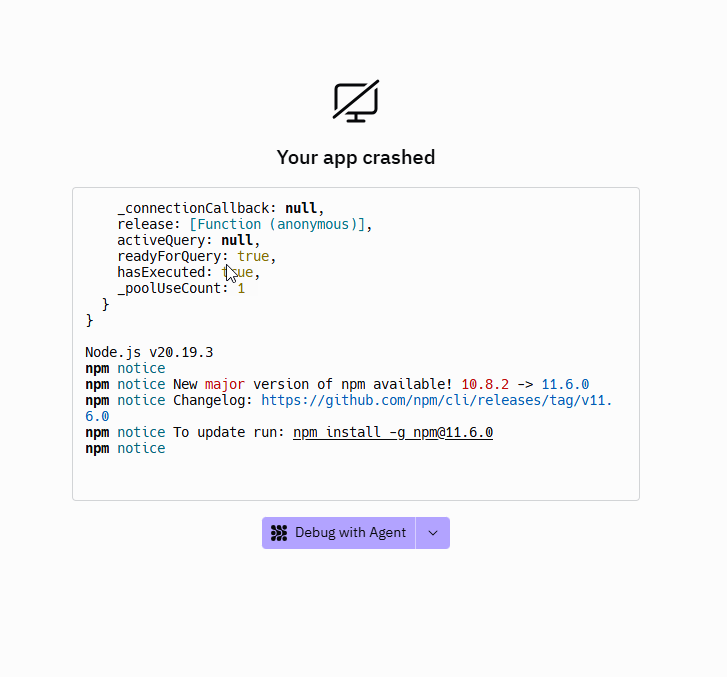 Your app crashed
_connectionCallback: null,
release: [Function (anonymous)],
activeQuery: null,
readyForQuery: true,
hasExecuted: true,
_poolUseCount: 1
}
}
Node.js v20.19.3
npm notice
npm notice New major version of npm available! 10.8.2 -> 11.6.0
npm notice Changelog: https://github.com/npm/cli/releases/tag/v11.
6.0
npm notice To update run: npm install -g npm@11.6.0
npm notice
Debug with Agent